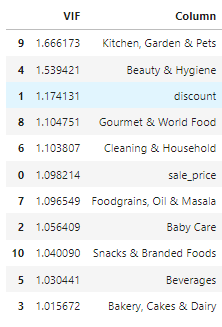 VIF Column
9 1.666173 Kitchen, Garden & Pets
4 1.539421 Beauty & Hygiene
1 1.174131 discount
8 1.104751 Gourmet & World Food
6 1.103807 Cleaning & Household
0 1.098214 sale_price
7 1.096549 Foodgrains, Oil & Masala
2 1.056409 Baby Care
10 1.040090 Snacks & Branded Foods
5 1.030441 Beverages
3 1.015672 Bakery, Cakes & Dairy